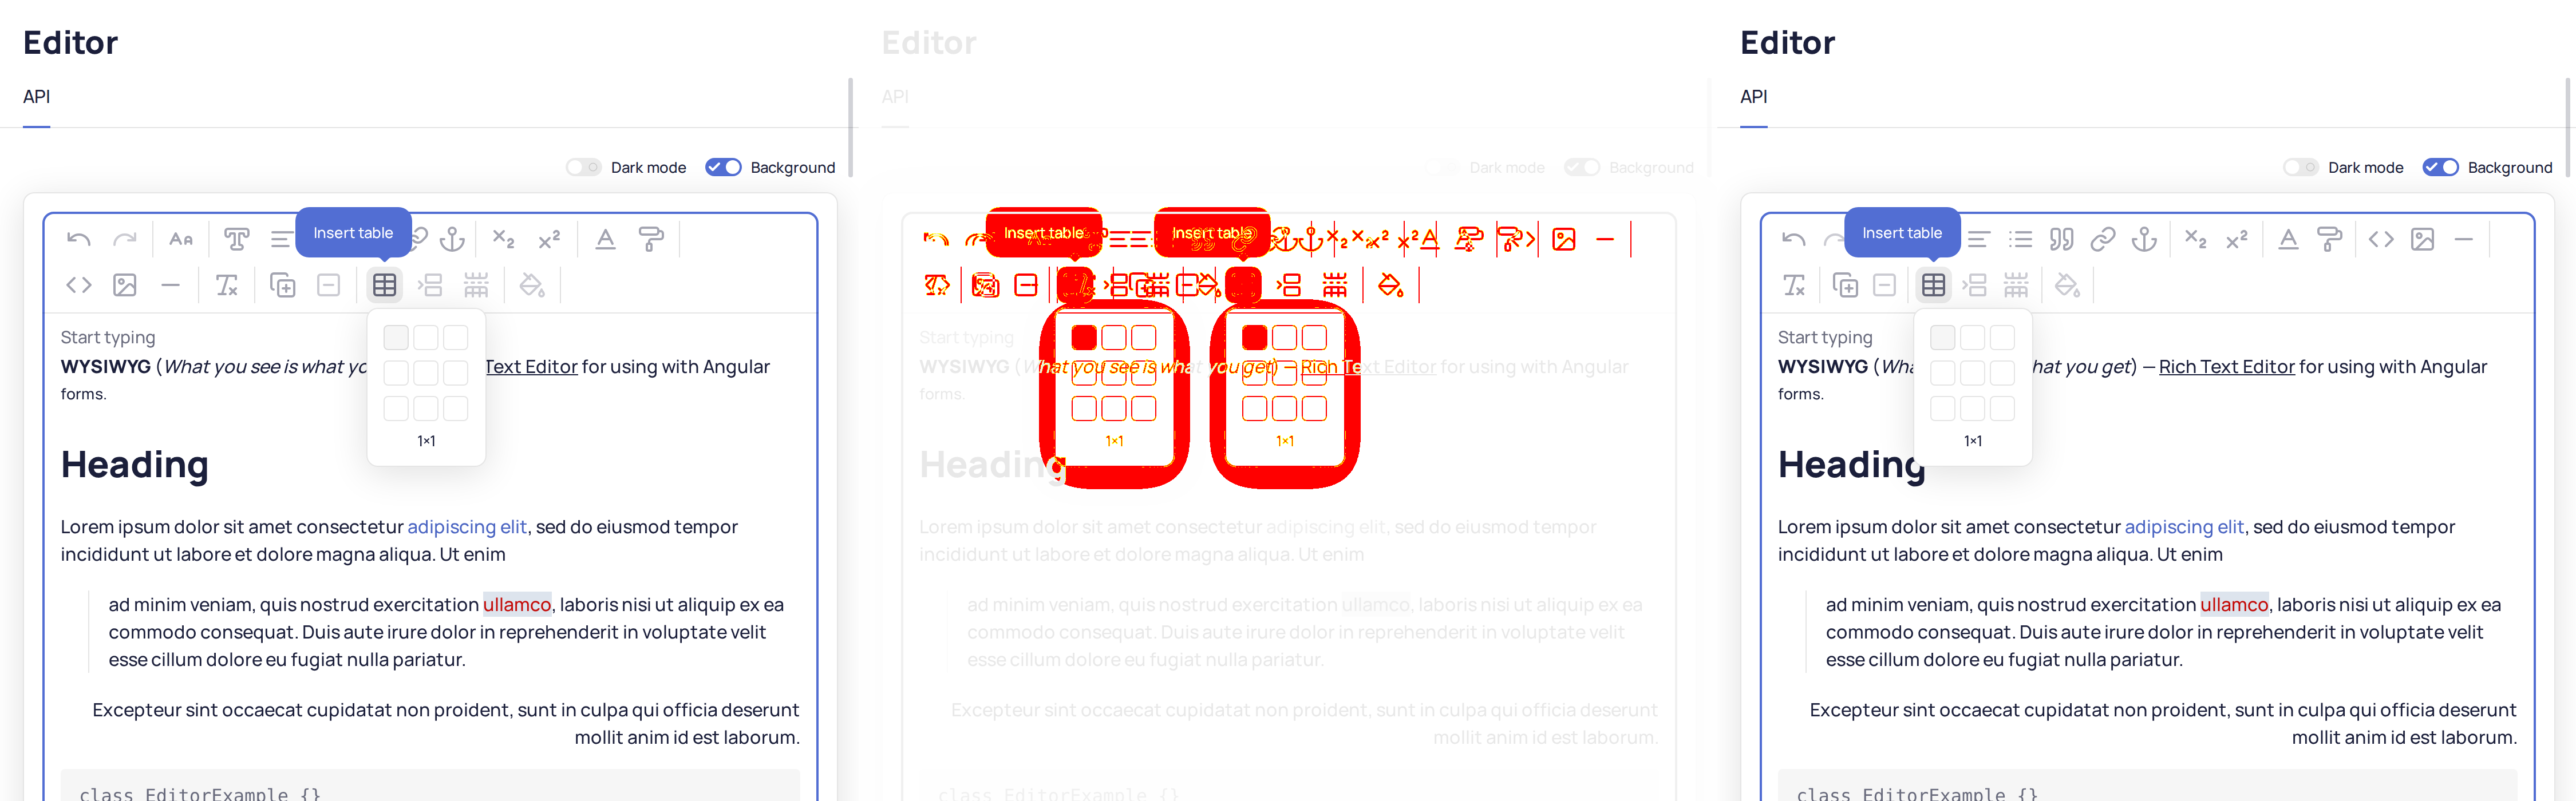 Editor
API
Dark mode
Background
Insert table
Start typing
WYSIWYG (What you see is what yo Text Editor for using with Angular
forms.
1×1
Heading
Lorem ipsum dolor sit amet consectetur adipiscing elit, sed do eiusmod tempor
incididunt ut labore et dolore magna aliqua. Ut enim
ad minim veniam, quis nostrud exercitation ullamco, laboris nisi ut aliquip ex ea
commodo consequat. Duis aute irure dolor in reprehenderit in voluptate velit
esse cillum dolore eu fugiat nulla pariatur.
Excepteur sint occaecat cupidatat non proident, sunt in culpa qui officia deserunt
mollit anim id est laborum.
class EditorExample {}
Editor
API
Dark mode
Background
Insert table
Insert table
Start typing
WYSIWYG (What you see is what you get) — Rich Text Editor for using with Angular
forms.
1×1
1×1
Heading
Lorem ipsum dolor sit amet consectetur adipiscing elit, sed do eiusmod tempor
incididunt ut labore et dolore magna aliqua. Ut enim
ad minim veniam, quis nostrud exercitation ullamco, laboris nisi ut aliquip ex ea
commodo consequat. Duis aute irure dolor in reprehenderit in voluptate velit
esse cillum dolore eu fugiat nulla pariatur.
Excepteur sint occaecat cupidatat non proident, sunt in culpa qui officia deserunt
mollit anim id est laborum.
class EditorExample {}
Editor
API
Dark mode
Background
Insert table
Start typing
WYSIWYG (Wha hat you get) — Rich Text Editor for using with Angular
forms.
1×1
Heading
Lorem ipsum dolor sit amet consectetur adipiscing elit, sed do eiusmod tempor
incididunt ut labore et dolore magna aliqua. Ut enim
ad minim veniam, quis nostrud exercitation ullamco, laboris nisi ut aliquip ex ea
commodo consequat. Duis aute irure dolor in reprehenderit in voluptate velit
esse cillum dolore eu fugiat nulla pariatur.
Excepteur sint occaecat cupidatat non proident, sunt in culpa qui officia deserunt
mollit anim id est laborum.
class EditorExample {}